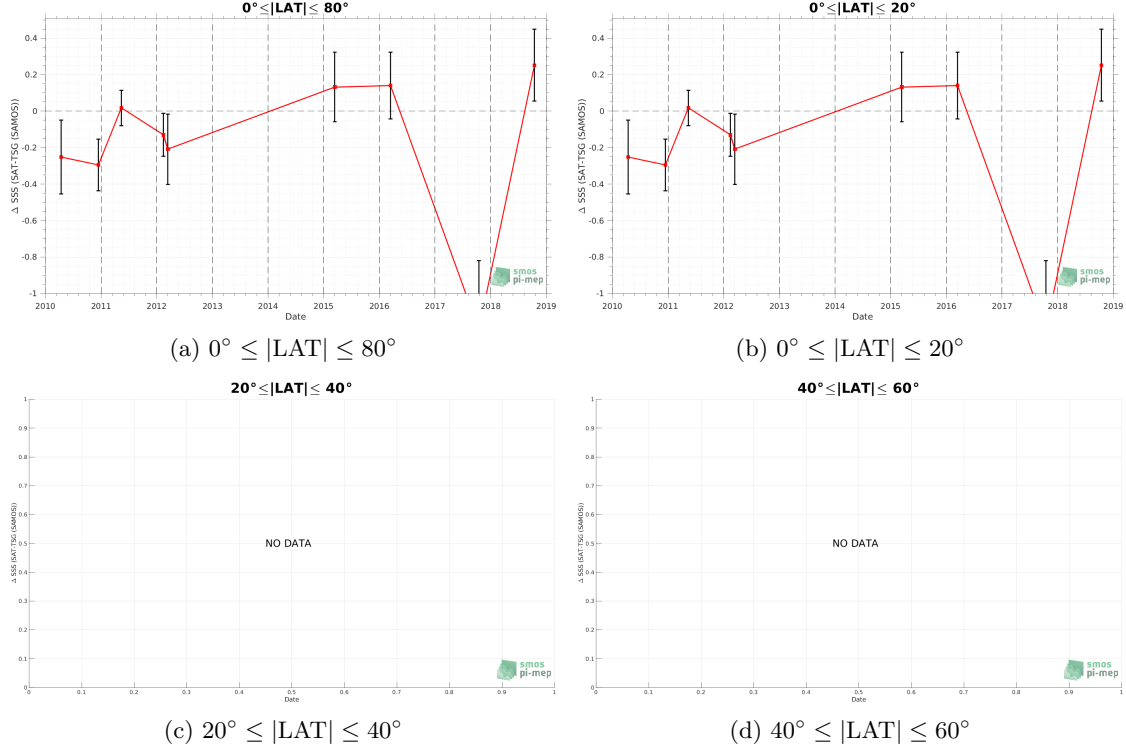 0°≤|LAT|≤ 80°
0.4
0.2
0
-0.2
-0.4
-0.6
-0.8
-1
Δ SSS (SAT-TSG (SAMOS))
2010 2011 2012 2013 2014 2015 2016 2017 2018 2019
Date
smos
pi-mep
(a) 0° ≤ |LAT| ≤ 80°
0°≤|LAT|≤ 20°
0.4
0.2
0
-0.2
-0.4
-0.6
-0.8
-1
Δ SSS (SAT-TSG (SAMOS))
2010 2011 2012 2013 2014 2015 2016 2017 2018 2019
Date
smos
pi-mep
(b) 0° ≤ |LAT| ≤ 20°
20°≤|LAT|≤ 40°
1
0.9
0.8
0.7
0.6
0.5
0.4
0.3
0.2
0.1
0
Δ SSS (SAT-TSG (SAMOS))
NO DATA
0 0.1 0.2 0.3 0.4 0.5 0.6 0.7 0.8 0.9 1
Date
smos
pi-mep
(c) 20° ≤ |LAT| ≤ 40°
40°≤|LAT|≤ 60°
1
0.9
0.8
0.7
0.6
0.5
0.4
0.3
0.2
0.1
0
Δ SSS (SAT-TSG (SAMOS))
NO DATA
0 0.1 0.2 0.3 0.4 0.5 0.6 0.7 0.8 0.9 1
Date
smos
pi-mep
(d) 40° ≤ |LAT| ≤ 60°